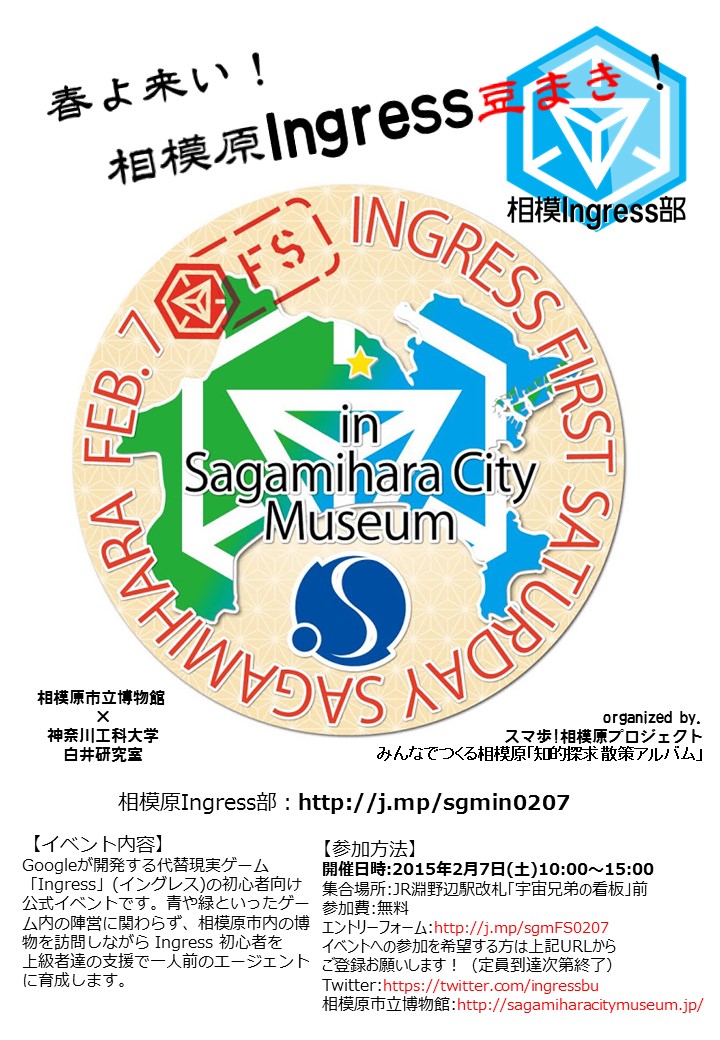 春よ来い！
相模原Ingress豆まき！
相模Ingress部
FS
INGRESS FIRST SATURDAY SAGAMIHARA
SAGAMIHARA FEB. 7
in
Sagamihara City
Museum
S
相模原市立博物館
×
神奈川工科大学
白井研究室
organized by.
スマ歩!相模原プロジェクト
みんなでつくる相模原「知的探求 散策アルバム」
相模原Ingress部：http://j.mp/sgmin0207
【イベント内容】
Googleが開発する代替現実ゲーム
「Ingress」(イングレス)の初心者向け
公式イベントです。青や緑といったゲー
ム内の陣営に関わらず、相模原市内の博
物を訪問しながら Ingress 初心者を
上級者達の支援で一人前のエージェント
に育成します。
【参加方法】
開催日時:2015年2月7日(土)10:00～15:00
集合場所:JR淵野辺駅改札「宇宙兄弟の看板」前
参加費:無料
エントリーフォーム:http://j.mp/sgmFS0207
イベントへの参加を希望する方は上記URLから
ご登録お願いします！（定員到達次第終了）
Twitter:https://twitter.com/ingressbu
相模原市立博物館:http://sagamiharacitymuseum.jp/